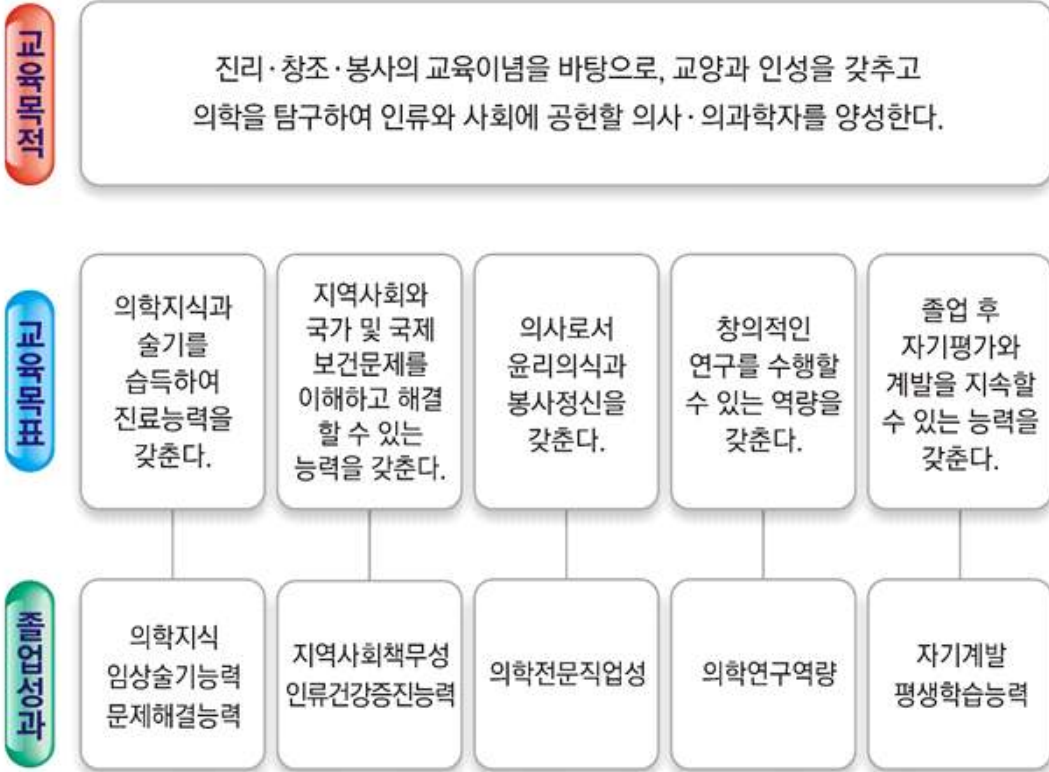 교육목적
진리·창조·봉사의 교육이념을 바탕으로, 교양과 인성을 갖추고
의학을 탐구하여 인류와 사회에 공헌할 의사·의과학자를 양성한다.
교육목표
의학지식과
술기를
습득하여
진료능력을
갖춘다.
지역사회와
국가 및 국제
보건문제를
이해하고 해결
할 수 있는
능력을 갖춘다.
의사로서
윤리의식과
봉사정신을
갖춘다.
창의적인
연구를 수행할
수 있는 역량을
갖춘다.
졸업 후
자기평가와
계발을 지속할
수 있는 능력을
갖춘다.
졸업성과
의학지식
임상술기능력
문제해결능력
지역사회책무성
인류건강증진능력
의학전문직업성
의학연구역량
자기계발
평생학습능력